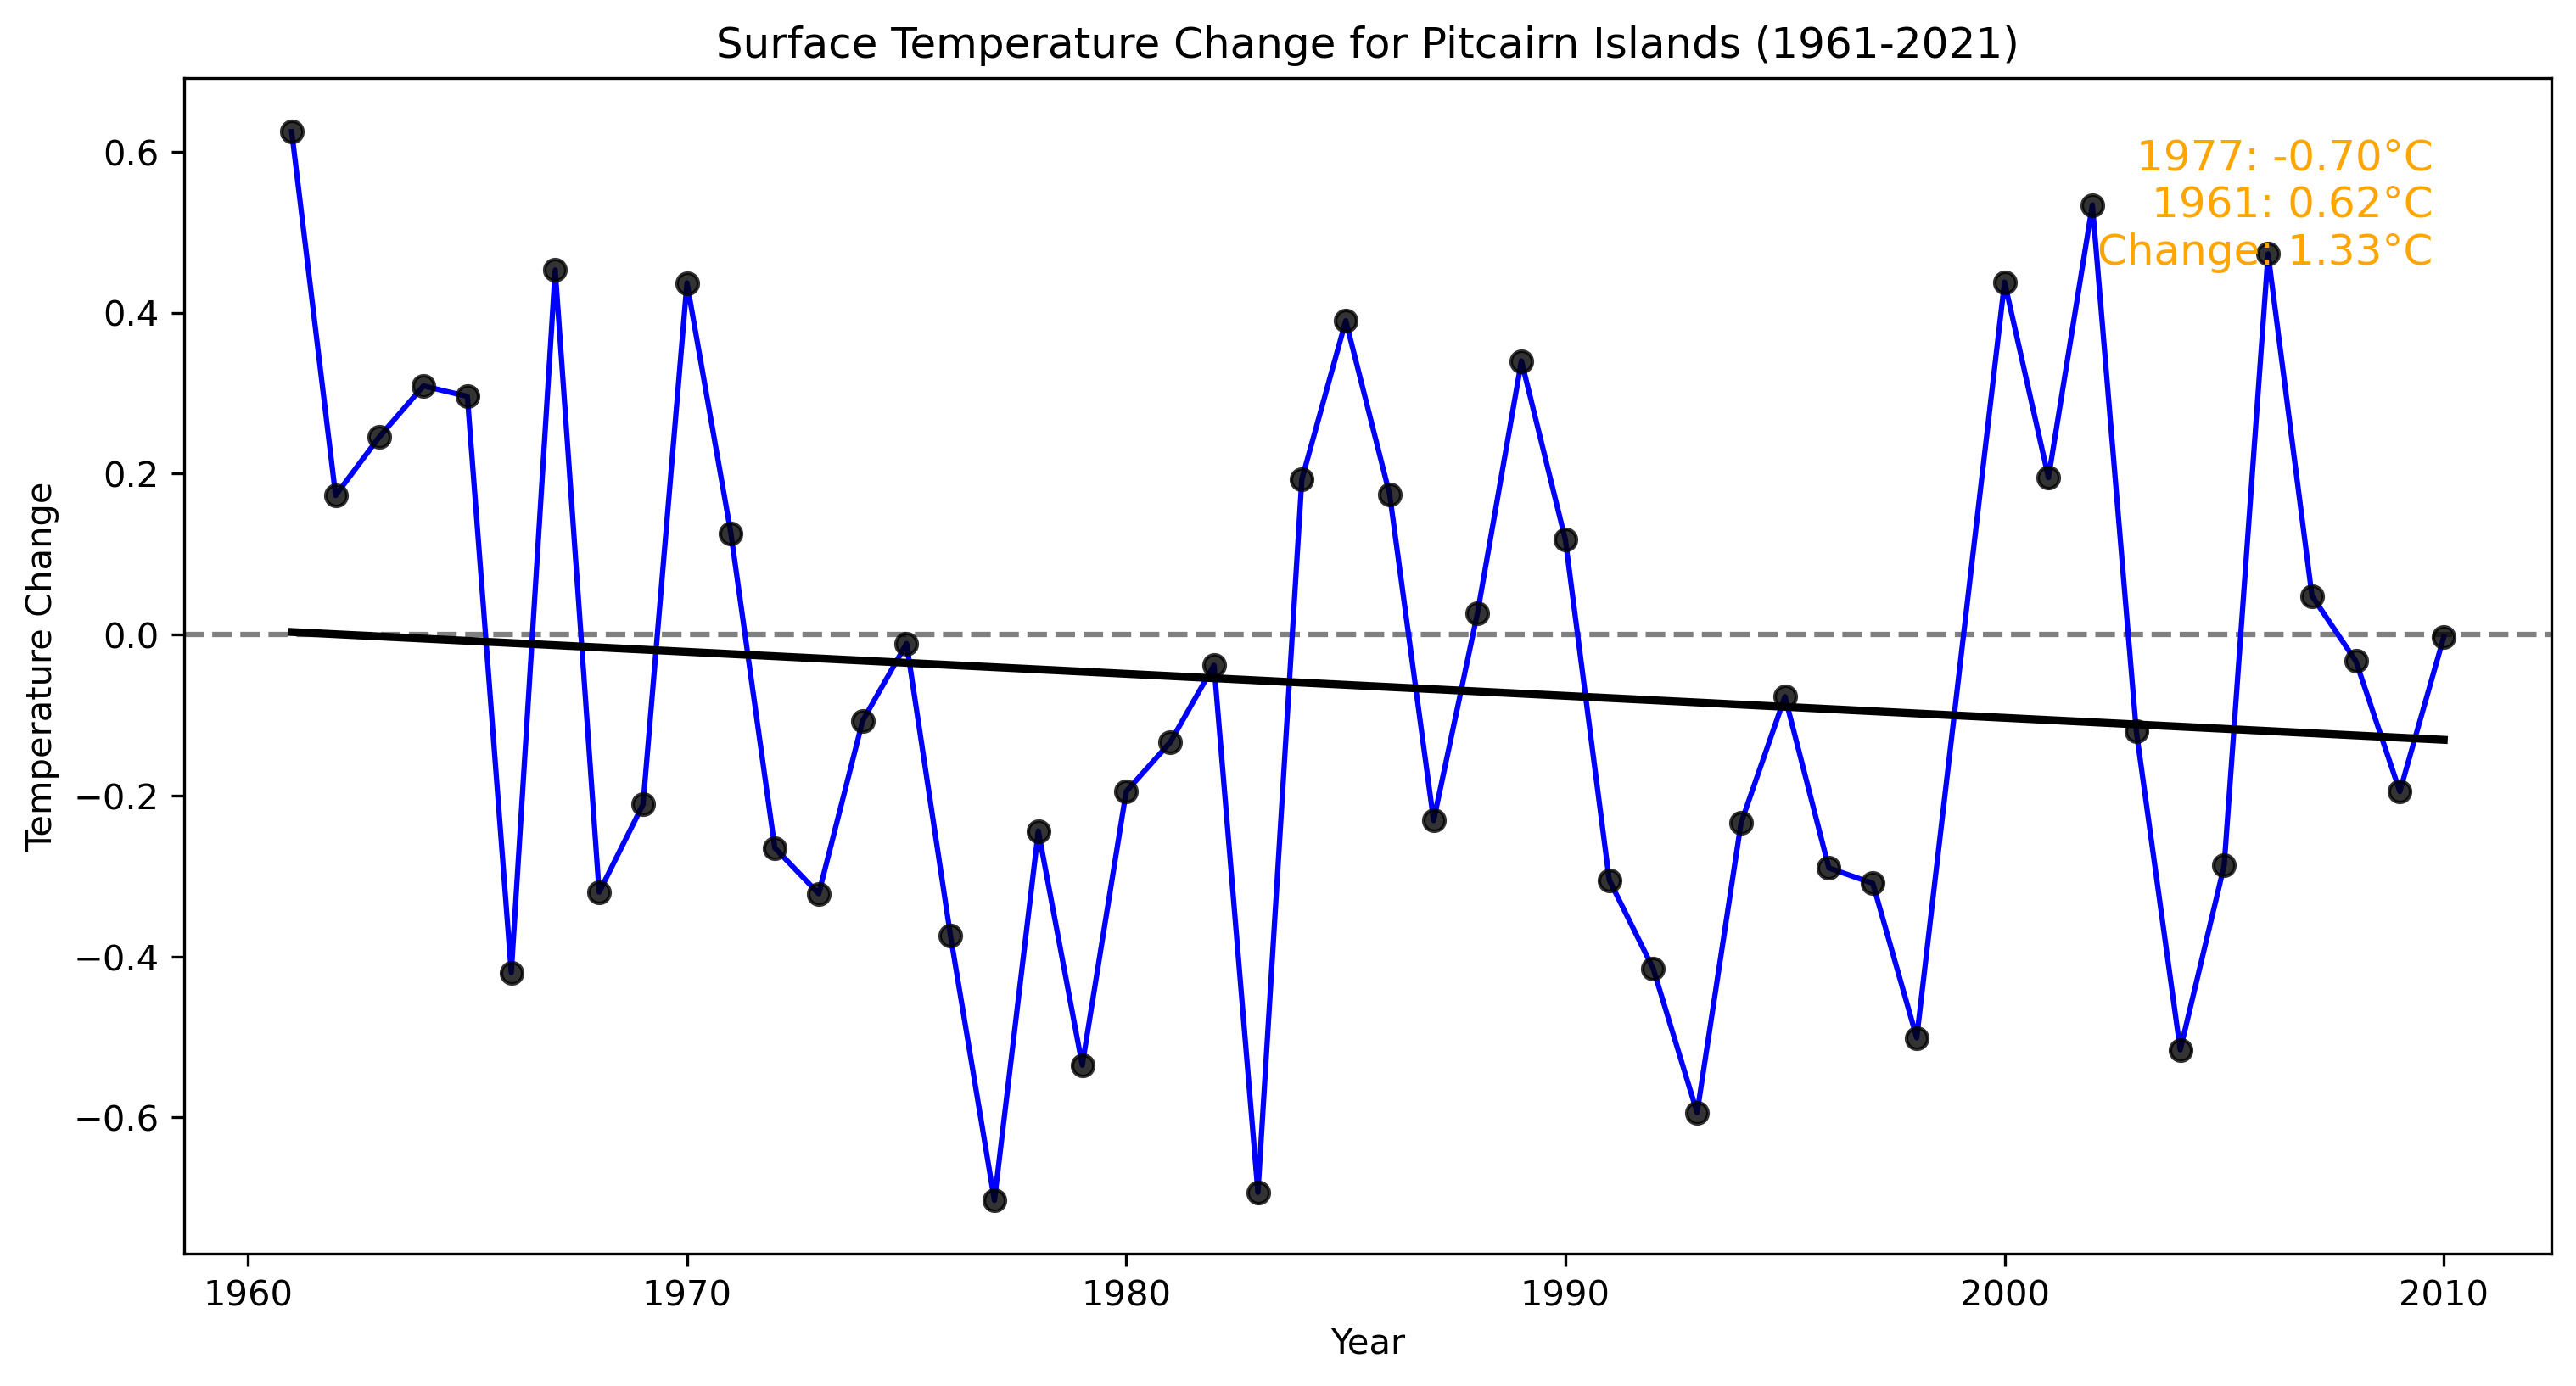 Surface Temperature Change for Pitcairn Islands (1961-2021)
1977: -0.70°C
1961: 0.62°C
Change: 1.33°C
Temperature Change
0.6
0.4
0.2
0.0
−0.2
−0.4
−0.6
1960 1970 1980 1990 2000 2010
Year